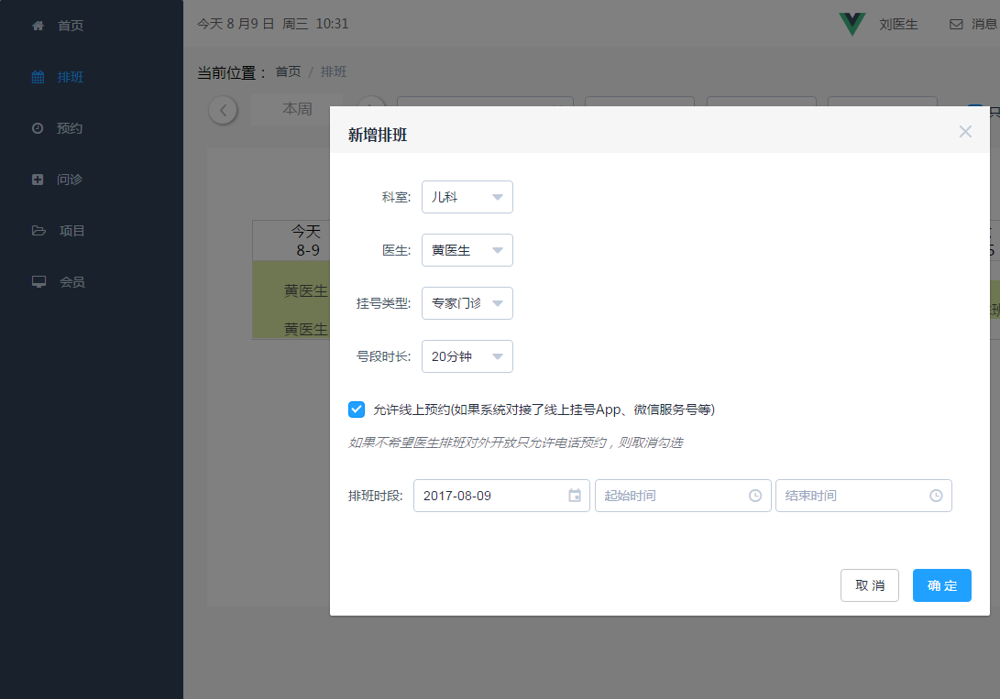 首页
排班
预约
问诊
项目
会员
今天 8 月9 日 周三 10:31
刘医生
消息
当前位置： 首页 / 排班
本周
今天
8-9
黄医生
黄医生
新增排班
科室: 儿科
医生: 黄医生
挂号类型: 专家门诊
号段时长: 20分钟
允许线上预约(如果系统对接了线上挂号App、微信服务号等)
如果不希望医生排班对外开放只允许电话预约，则取消勾选
排班时段: 2017-08-09 起始时间 结束时间
取 消 确 定